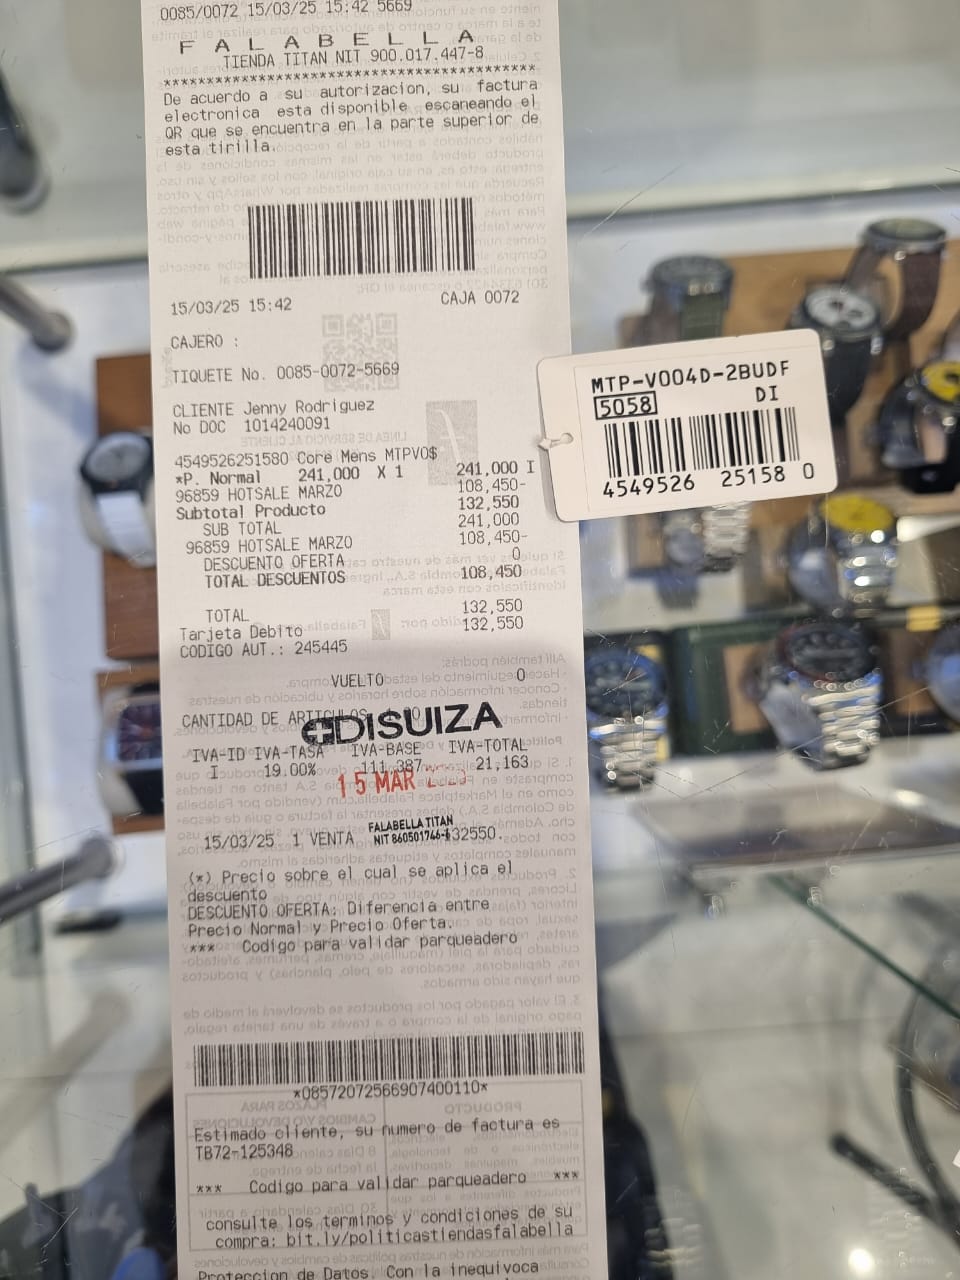 0085/0072 15/03/25 15:42 5669
F A L A B E L L A
TIENDA TITAN NIT 900.017.447-8
De acuerdo a su autorizacion, su factura
electronica esta disponible escaneando el
QR que se encuentra en la parte superior de
esta tirilla.
15/03/25 15:42 CAJA 0072
CAJERO :
TIQUETE No. 0085-0072-5669
CLIENTE Jenny Rodriguez
No DOC 1014240091
4549526251580 Core Mens MTPVO$
*P. Normal 241,000 X 1 241,000 I
96859 HOTSALE MARZO 108,450-
Subtotal Producto 132,550
SUB TOTAL 241,000
96859 HOTSALE MARZO 108,450-
DESCUENTO OFERTA 0
TOTAL DESCUENTOS 108,450
TOTAL 132,550
Tarjeta Debito 132,550
CODIGO AUT.: 245445
VUELTO 0
CANTIDAD DE
DISUIZA
IVA-ID IVA-TASA IVA-BASE IVA-TOTAL
I 19.00% 111,387 21,163
15 MAR
FALABELLA TITAN
NIT 860501746-1
15/03/25 1 VENTA 132550
(*) Precio sobre el cual se aplica el
descuento
DESCUENTO OFERTA: Diferencia entre
Precio Normal y Precio Oferta.
*** Codigo para validar parqueadero
*08572072566907400110*
Estimado cliente, su numero de factura es
TB72-125348
*** Codigo para validar parqueadero ***
consulte los terminos y condiciones de su
compra: bit.ly/politicastiendasfalabella
Proteccion de Datos. Con la inequivoca
MTP-V004D-2BUDF
5058 DI
4549526 25158 0